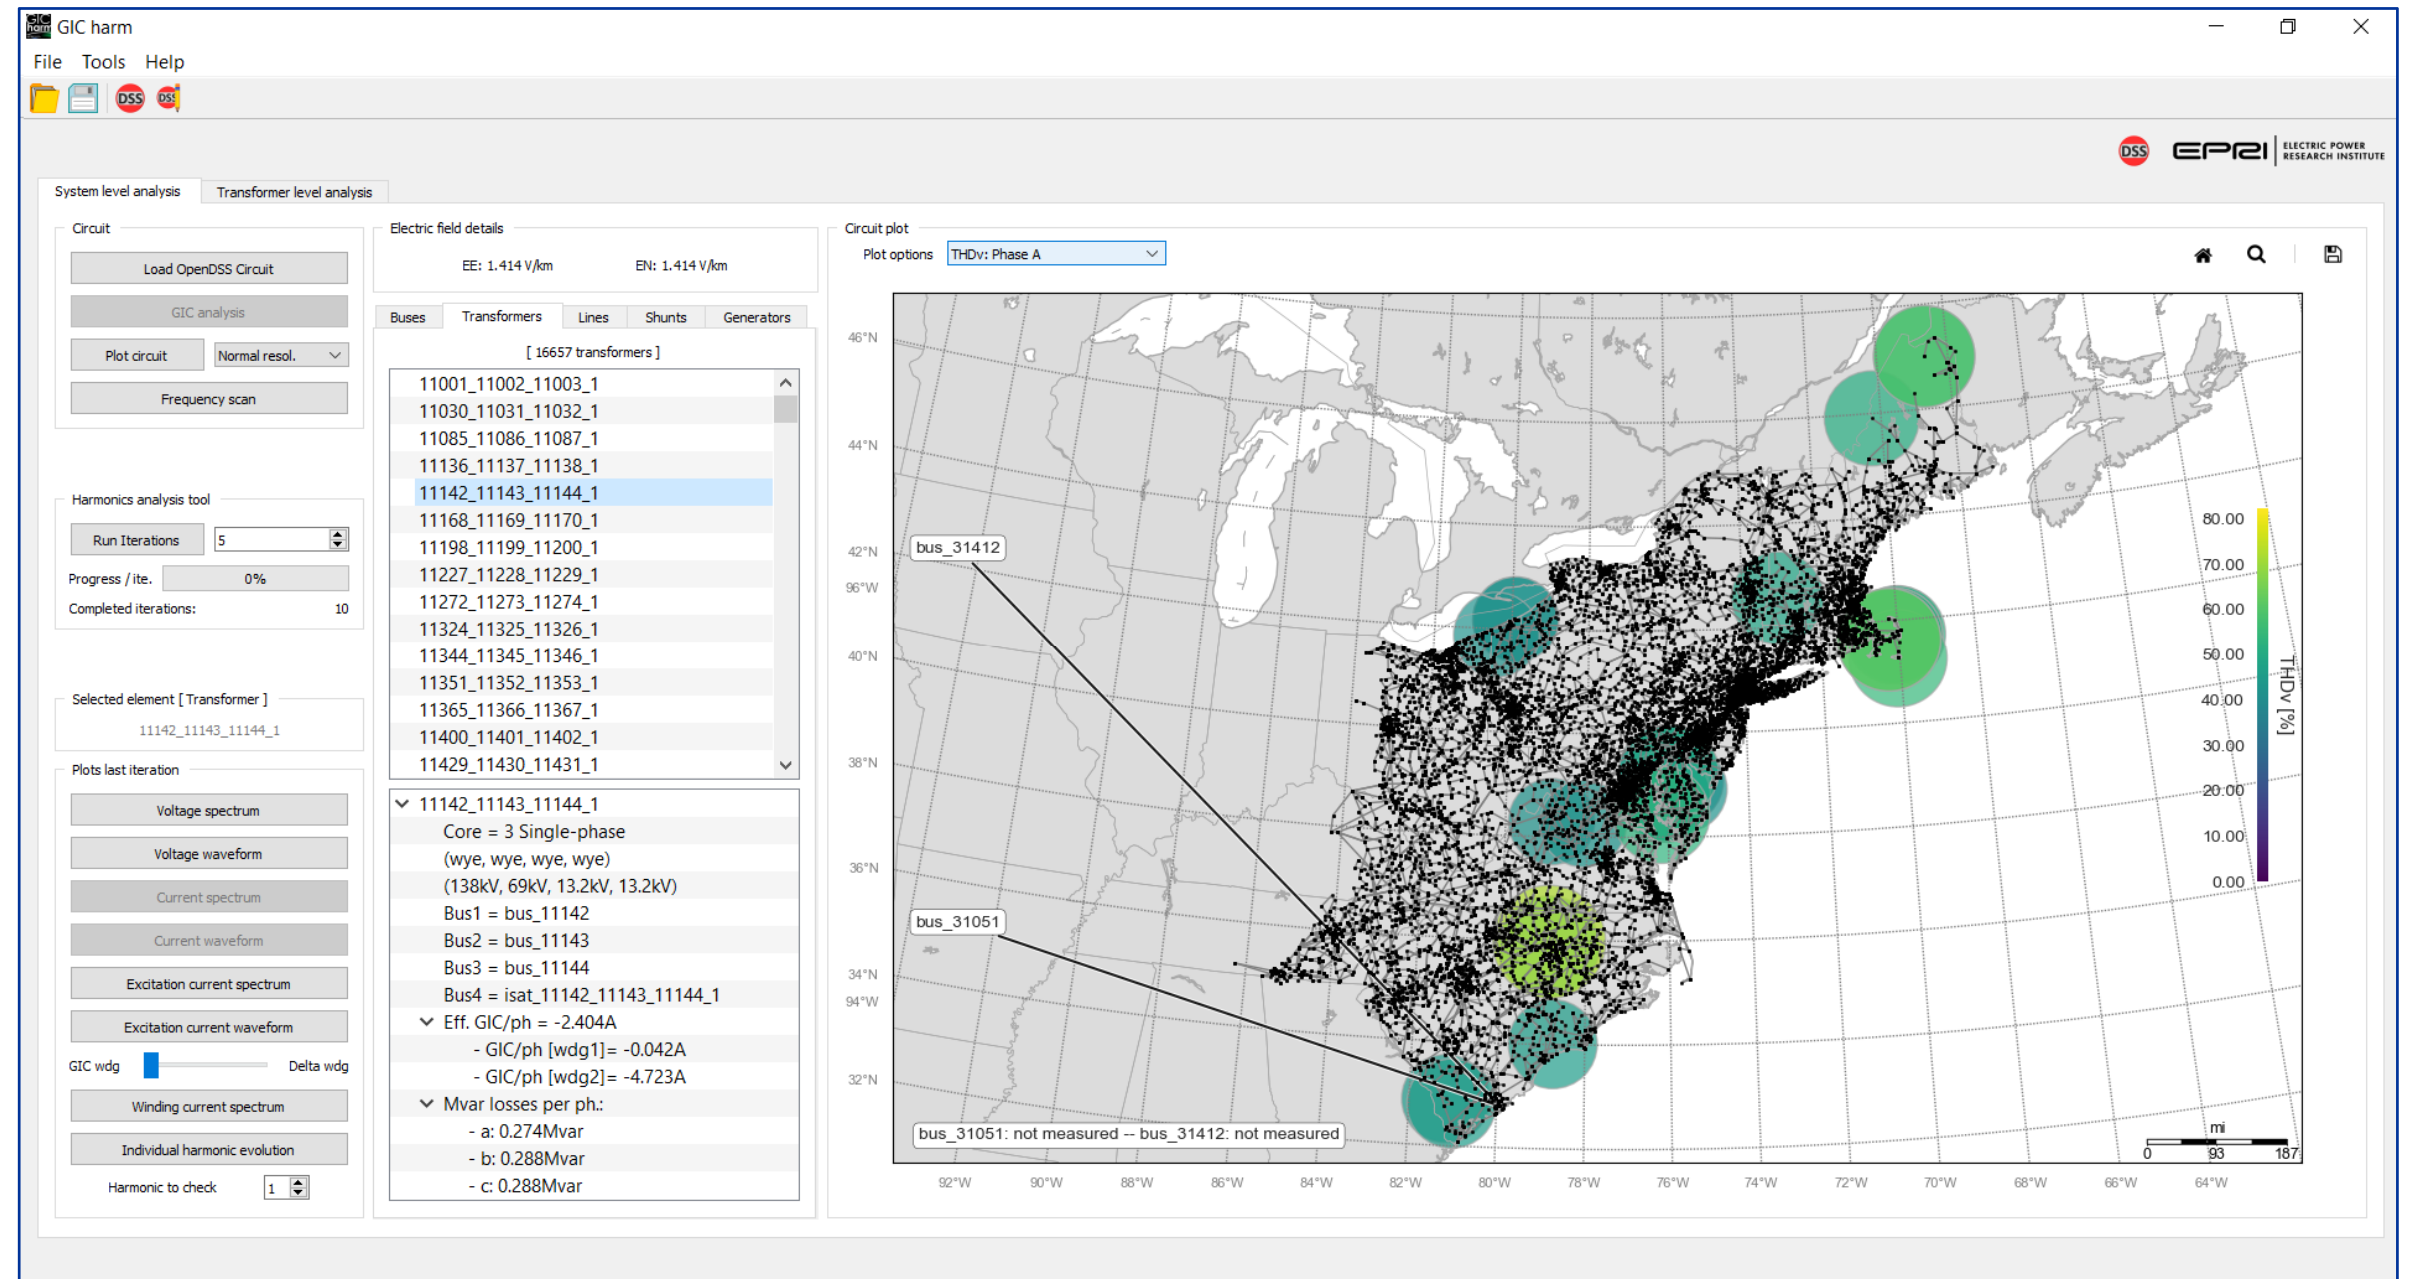 GIC harm
File Tools Help
DSS DSS
DSS EPRI ELECTRIC POWER
RESEARCH INSTITUTE
System level analysis Transformer level analysis
Circuit
Load OpenDSS Circuit
GIC analysis
Plot circuit Normal resol.
Frequency scan
Harmonics analysis tool
Run Iterations 5
Progress / ite. 0%
Completed iterations: 10
Selected element [ Transformer ]
11142_11143_11144_1
Plots last iteration
Voltage spectrum
Voltage waveform
Current spectrum
Current waveform
Excitation current spectrum
Excitation current waveform
GIC wdg Delta wdg
Winding current spectrum
Individual harmonic evolution
Harmonic to check 1
Electric field details
EE: 1.414 V/km EN: 1.414 V/km
Buses Transformers Lines Shunts Generators
[ 16657 transformers ]
11001_11002_11003_1
11030_11031_11032_1
11085_11086_11087_1
11136_11137_11138_1
11142_11143_11144_1
11168_11169_11170_1
11198_11199_11200_1
11227_11228_11229_1
11272_11273_11274_1
11324_11325_11326_1
11344_11345_11346_1
11351_11352_11353_1
11365_11366_11367_1
11400_11401_11402_1
11429_11430_11431_1
11142_11143_11144_1
Core = 3 Single-phase
(wye, wye, wye, wye)
(138kV, 69kV, 13.2kV, 13.2kV)
Bus1 = bus_11142
Bus2 = bus_11143
Bus3 = bus_11144
Bus4 = isat_11142_11143_11144_1
Eff. GIC/ph = -2.404A
- GIC/ph [wdg1]= -0.042A
- GIC/ph [wdg2]= -4.723A
Mvar losses per ph.:
- a: 0.274Mvar
- b: 0.288Mvar
- c: 0.288Mvar
Circuit plot
Plot options THDv: Phase A
46°N
44°N
42°N
96°W
40°N
38°N
36°N
34°N
94°W
32°N
bus_31412
bus_31051
bus_31051: not measured -- bus_31412: not measured
80.00
70.00
60.00
50.00
40.00
30.00
20.00
10.00
0.00
THDv [%]
mi
0 93 187
92°W 90°W 88°W 86°W 84°W 82°W 80°W 78°W 76°W 74°W 72°W 70°W 68°W 66°W 64°W